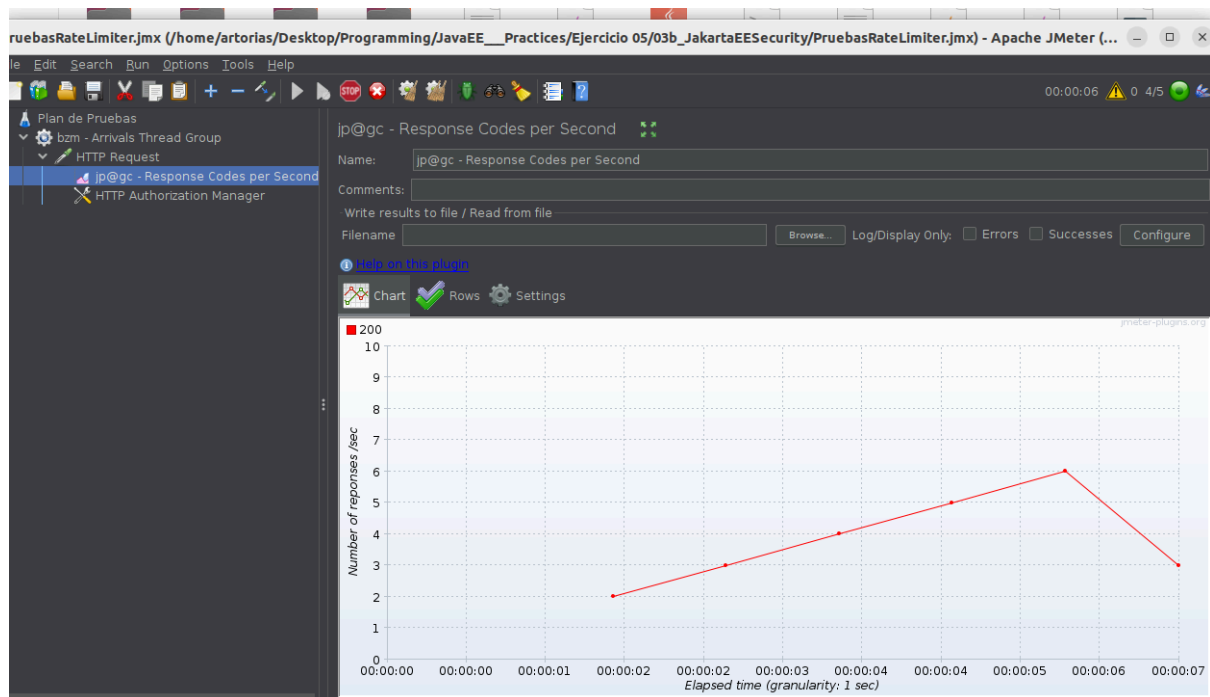 ruebasRateLimiter.jmx (/home/artorias/Desktop/Programming/JavaEE___Practices/Ejercicio 05/03b_JakartaEESecurity/PruebasRateLimiter.jmx) - Apache JMeter (...
le Edit Search Run Options Tools Help
STOP
00:00:06 0 4/5
Plan de Pruebas
bzm - Arrivals Thread Group
HTTP Request
jp@gc - Response Codes per Second
HTTP Authorization Manager
jp@gc - Response Codes per Second
Name: jp@gc - Response Codes per Second
Comments:
Write results to file / Read from file
Filename Browse... Log/Display Only: Errors Successes Configure
Help on this plugin
Chart Rows Settings
jmeter-plugins.org
200
10
9
8
7
6
5
4
3
2
1
0
Number of reponses /sec
00:00:00 00:00:00 00:00:01 00:00:02 00:00:02 00:00:03 00:00:04 00:00:04 00:00:05 00:00:06 00:00:07
Elapsed time (granularity: 1 sec)